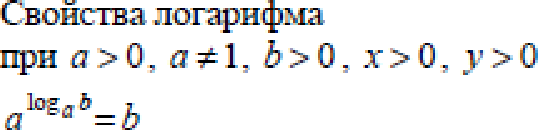 Свойства логарифма
при a > 0, a ≠ 1, b > 0, x > 0, y > 0
a^{log_a b} = b